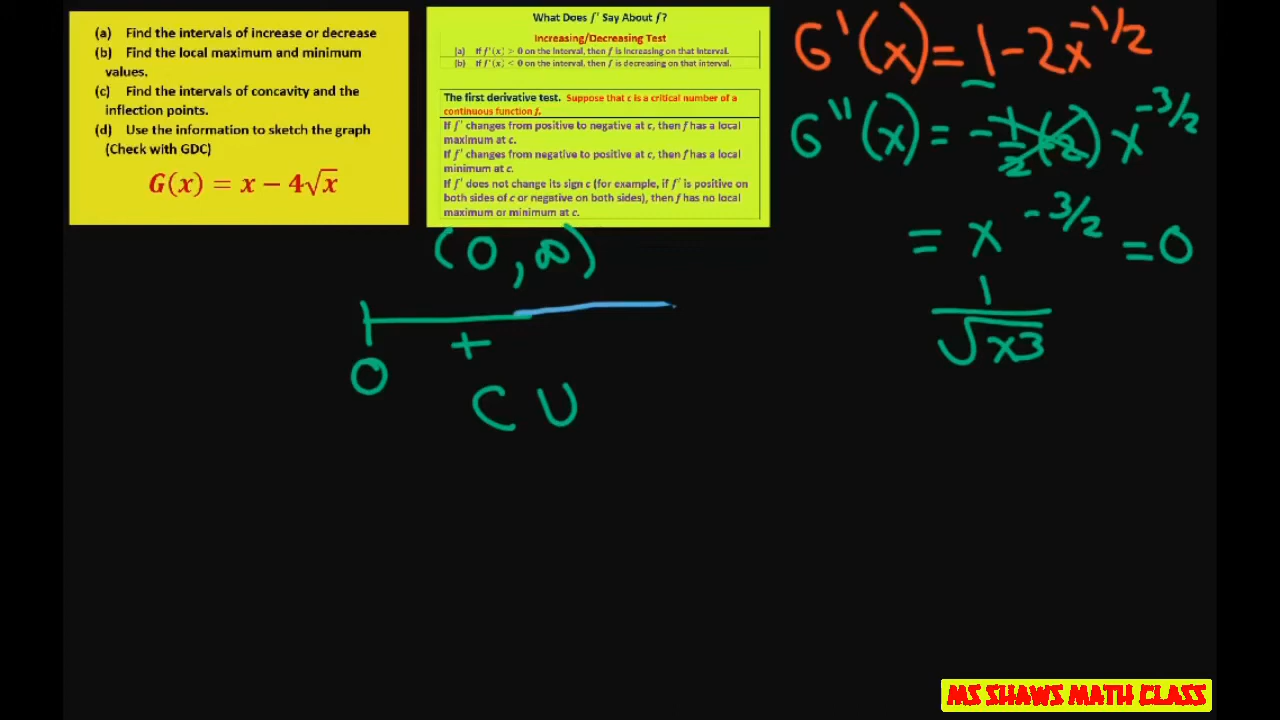 (a) Find the intervals of increase or decrease
(b) Find the local maximum and minimum
values.
(c) Find the intervals of concavity and the
inflection points.
(d) Use the information to sketch the graph
(Check with GDC)
G(x) = x − 4√x
What Does f′ Say About f?
Increasing/Decreasing Test
(a) If f′(x) > 0 on the interval, then f is increasing on that interval.
(b) If f′(x) < 0 on the interval, then f is decreasing on that interval.
The first derivative test. Suppose that c is a critical number of a
continuous function f.
If f′ changes from positive to negative at c, then f has a local
maximum at c.
If f′ changes from negative to positive at c, then f has a local
minimum at c.
If f′ does not change its sign c (for example, if f′ is positive on
both sides of c or negative on both sides), then f has no local
maximum or minimum at c.
G'(x) = 1 - 2x^-1/2
G''(x) = -1/2(-2) x^-3/2
= x^-3/2 = 0
1/√x3
(0, ∞)
+
0
CU
MS SHAWS MATH CLASS